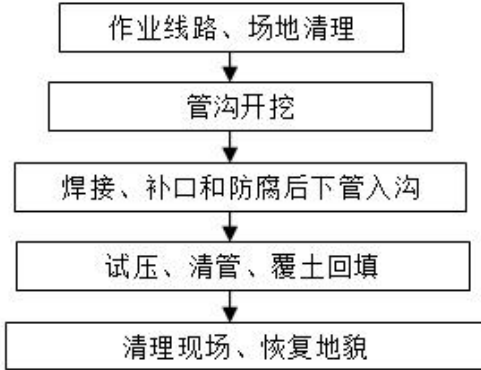 作业线路、场地清理
管沟开挖
焊接、补口和防腐后下管入沟
试压、清管、覆土回填
清理现场、恢复地貌